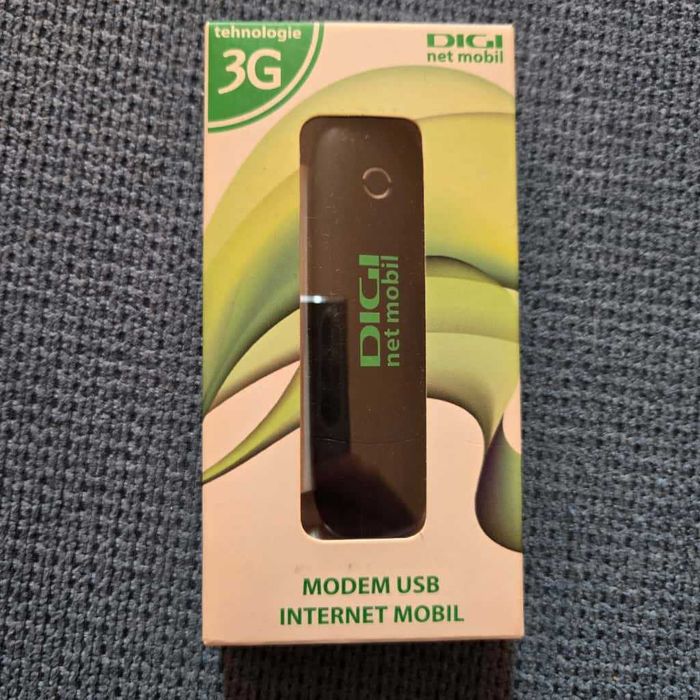 tehnologie
3G
DIGI
net mobil
DIGI
net mobil
MODEM USB
INTERNET MOBIL